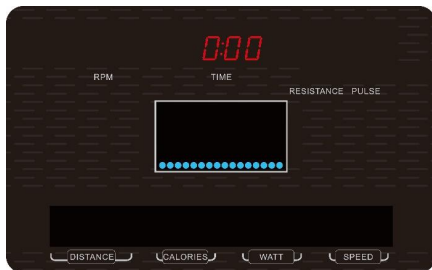 0:00
RPM TIME
RESISTANCE PULSE
DISTANCE CALORIES WATT SPEED